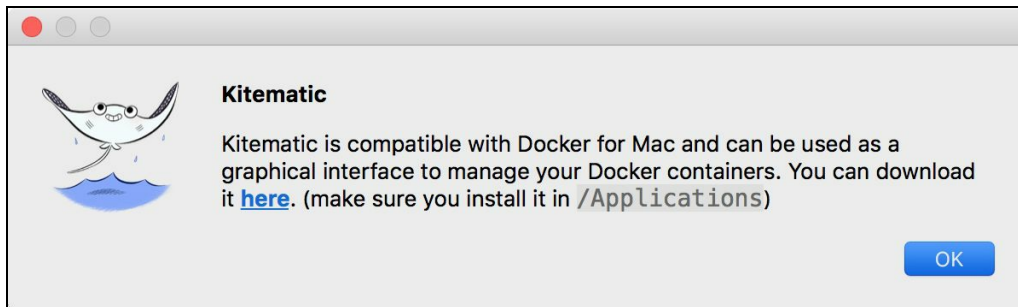 Kitematic
Kitematic is compatible with Docker for Mac and can be used as a
graphical interface to manage your Docker containers. You can download
it here. (make sure you install it in /Applications)
OK